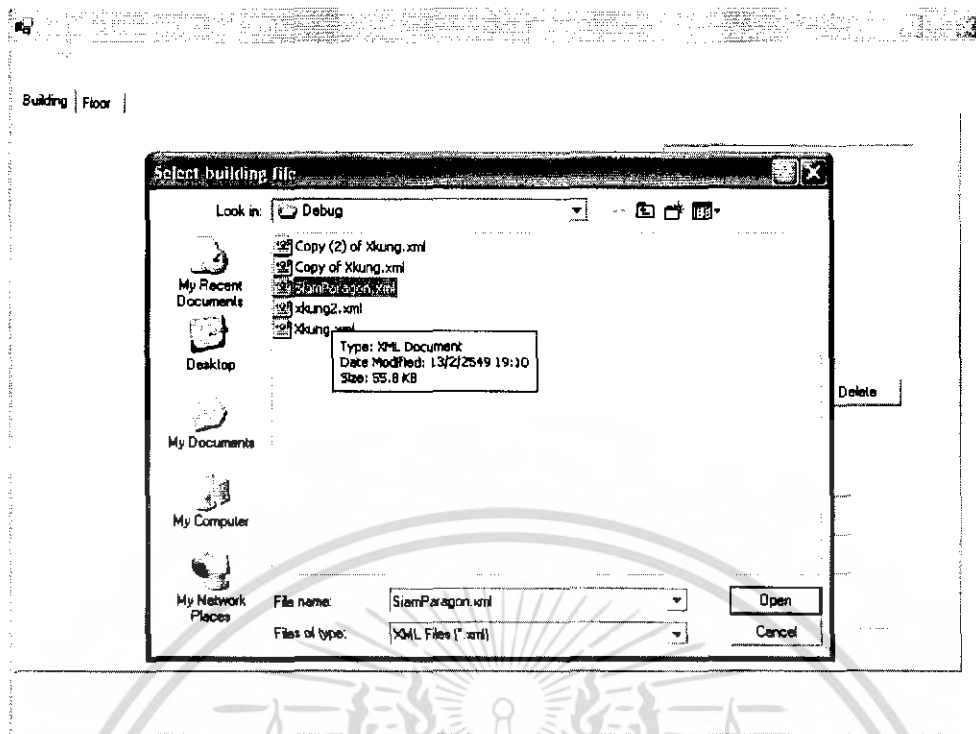 Building Floor
Select building file
Look in: Debug
Copy (2) of Xkung.xml
Copy of Xkung.xml
SiamParagon.xml
xkung2.xml
Xkung.xml
Type: XML Document
Date Modified: 13/2/2549 19:10
Size: 55.8 KB
My Recent
Documents
Desktop
My Documents
My Computer
My Network
Places
Delete
File name: SiamParagon.xml
Open
Files of type: XML Files (*.xml)
Cancel